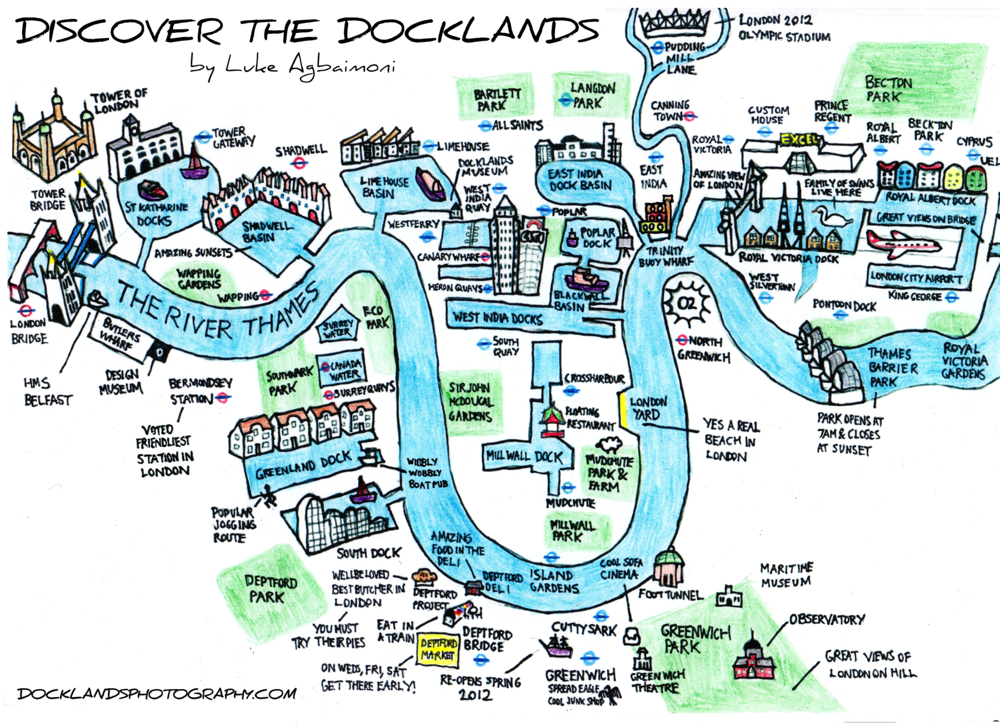 DISCOVER THE DOCKLANDS
by Luke Agbaimoni
LONDON 2012
OLYMPIC STADIUM
PUDDING
MILL
LANE
TOWER OF
LONDON
TOWER
GATEWAY
SHADWELL
BARTLETT
PARK
LANGDON
PARK
ALL SAINTS
CANNING
TOWN
BECTON
PARK
CUSTOM
HOUSE
PRINCE
REGENT
ROYAL
ALBERT
BECKTON
PARK
CYPRUS
UEL
ROYAL
VICTORIA
EXCEL
LIMEHOUSE
DOCKLANDS
MUSEUM
WEST
INDIA
QUAY
LIMEHOUSE
BASIN
EAST INDIA
DOCK BASIN
EAST
INDIA
AMAZING VIEW
OF LONDON
FAMILY OF SWANS
LIVE HERE
ROYAL ALBERT DOCK
GREAT VIEWS ON BRIDGE
TOWER
BRIDGE
ST KATHARINE
DOCKS
SHADWELL
BASIN
AMAZING SUNSETS
WESTFERRY
POPLAR
POPLAR
DOCK
TRINITY
BUOY WHARF
ROYAL VICTORIA DOCK
CANARY WHARF
HERON QUAYS
BLACKWALL
BASIN
WAPPING
GARDENS
WAPPING
THE RIVER THAMES
WEST
SILVERTOWN
LONDON CITY AIRPORT
KING GEORGE
PONTOON DOCK
O2
LONDON
BRIDGE
BUTLERS
WHARF
ECO
PARK
SURREY
WATER
WEST INDIA DOCKS
SOUTH
QUAY
NORTH
GREENWICH
THAMES
BARRIER
PARK
ROYAL
VICTORIA
GARDENS
HMS
BELFAST
DESIGN
MUSEUM
BERMONDSEY
STATION
SOUTHWARK
PARK
CANADA
WATER
SURREY QUAYS
SIR JOHN
MCDOUGAL
GARDENS
CROSSHARBOUR
FLOATING
RESTAURANT
LONDON
YARD
YES A REAL
BEACH IN
LONDON
PARK OPENS AT
7AM & CLOSES
AT SUNSET
VOTED
FRIENDLIEST
STATION IN
LONDON
GREENLAND DOCK
WIBBLY
WOBBLY
BOAT PUB
MILLWALL DOCK
MUDCHUTE
PARK &
FARM
MUDCHUTE
POPULAR
JOGGING
ROUTE
SOUTH DOCK
MILLWALL
PARK
AMAZING
FOOD IN THE
DELI
DEPTFORD
DELI
ISLAND
GARDENS
COOL SOFA
CINEMA
FOOT TUNNEL
MARITIME
MUSEUM
DEPTFORD
PARK
WELLBELOVED
BEST BUTCHER IN
LONDON
DEPTFORD
PROJECT
YOU MUST
TRY THEIR PIES
EAT IN
A TRAIN
DEPTFORD
BRIDGE
DEPTFORD
MARKET
ON WEDS, FRI, SAT
GET THERE EARLY!
RE-OPENS SPRING
2012
CUTTY SARK
GREENWICH
SPREAD EAGLE
COOL JUNK SHOP
GREENWICH
THEATRE
GREENWICH
PARK
OBSERVATORY
GREAT VIEWS OF
LONDON ON HILL
DOCKLANDSPHOTOGRAPHY.COM